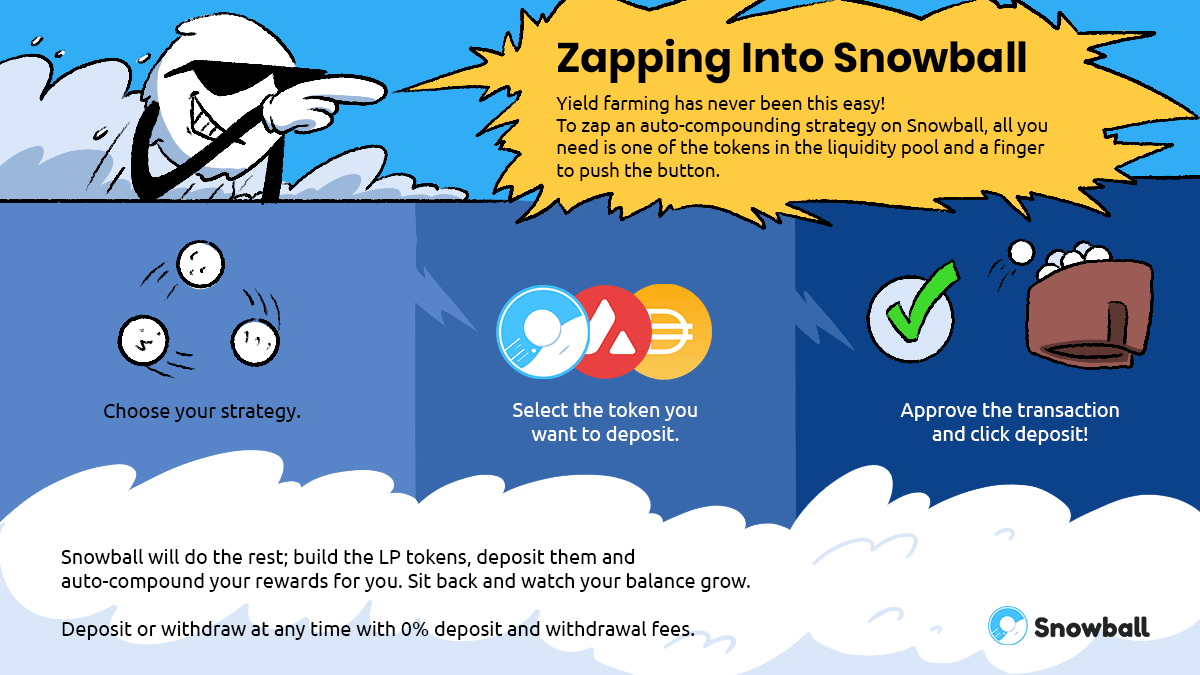 Zapping Into Snowball
Yield farming has never been this easy!
To zap an auto-compounding strategy on Snowball, all you
need is one of the tokens in the liquidity pool and a finger
to push the button.
Choose your strategy.
Select the token you
want to deposit.
Approve the transaction
and click deposit!
Snowball will do the rest; build the LP tokens, deposit them and
auto-compound your rewards for you. Sit back and watch your balance grow.
Deposit or withdraw at any time with 0% deposit and withdrawal fees.
Snowball